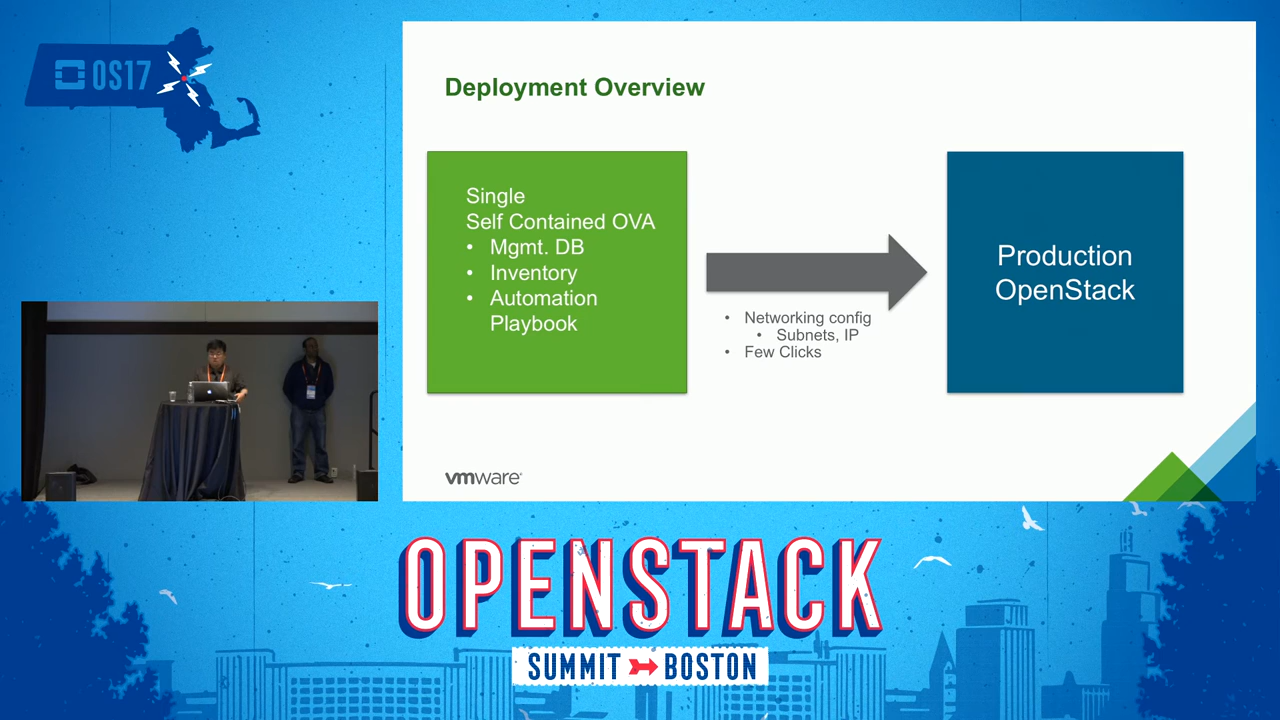 OS17
Deployment Overview
Single
Self Contained OVA
• Mgmt. DB
• Inventory
• Automation
Playbook
• Networking config
• Subnets, IP
• Few Clicks
Production
OpenStack
vmware®
OPENSTACK
SUMMIT BOSTON